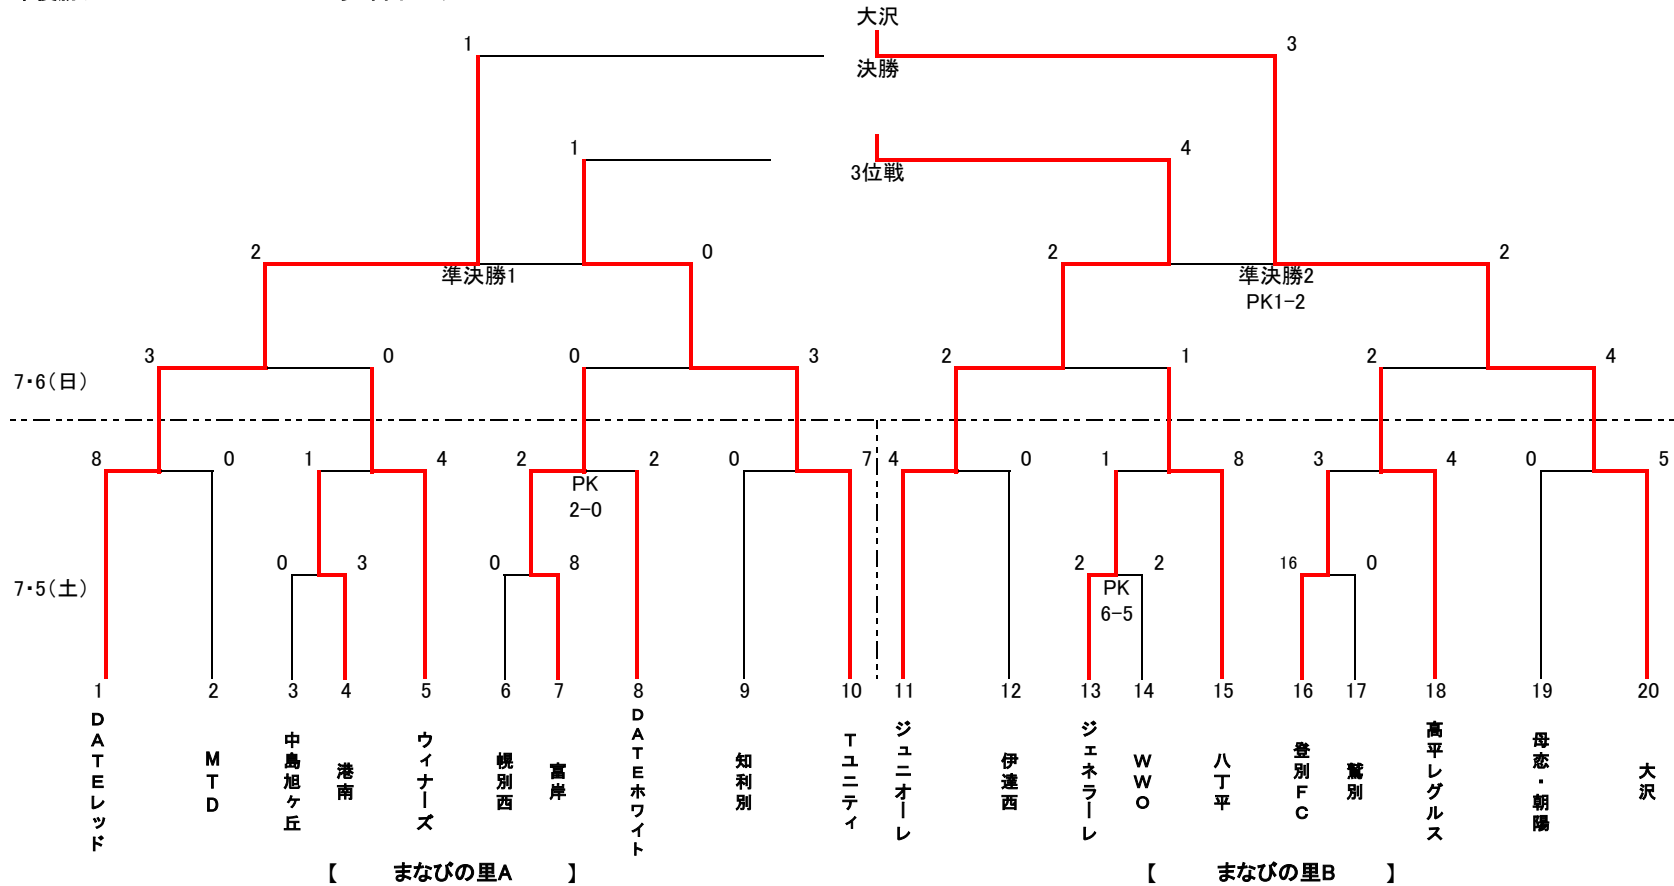 大沢
1
3
決勝
1
4
3位戦
2
0
2
2
準決勝1
準決勝2
PK1-2
3
0
0
3
2
1
2
4
7・6(日)
8
0
1
4
2
2
0
7
4
0
1
8
3
4
0
5
PK
2-0
0
3
0
8
2
2
16
0
7・5(土)
PK
6-5
1
2
3
4
5
6
7
8
9
10
11
12
13
14
15
16
17
18
19
20
DATEレッド
MTD
中島旭ヶ丘
港南
ウィナーズ
幌別西
富岸
DATEホワイト
知利別
Tユニティ
ジュニオーレ
伊達西
ジェネラーレ
WWO
八丁平
登別FC
鷲別
高平レグルス
母恋・朝陽
大沢
【 まなびの里A 】
【 まなびの里B 】